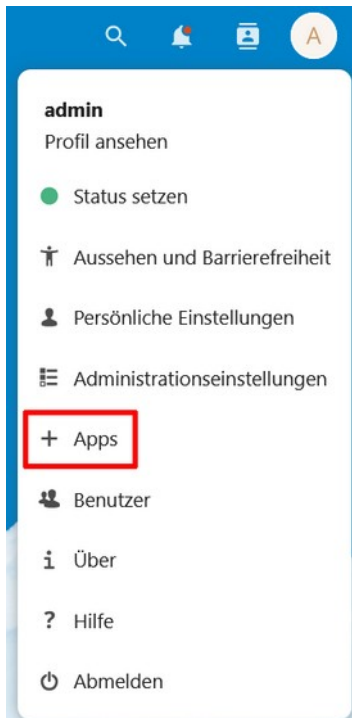 A
admin
Profil ansehen
Status setzen
Aussehen und Barrierefreiheit
Persönliche Einstellungen
Administrationseinstellungen
+ Apps
Benutzer
i Über
? Hilfe
Abmelden